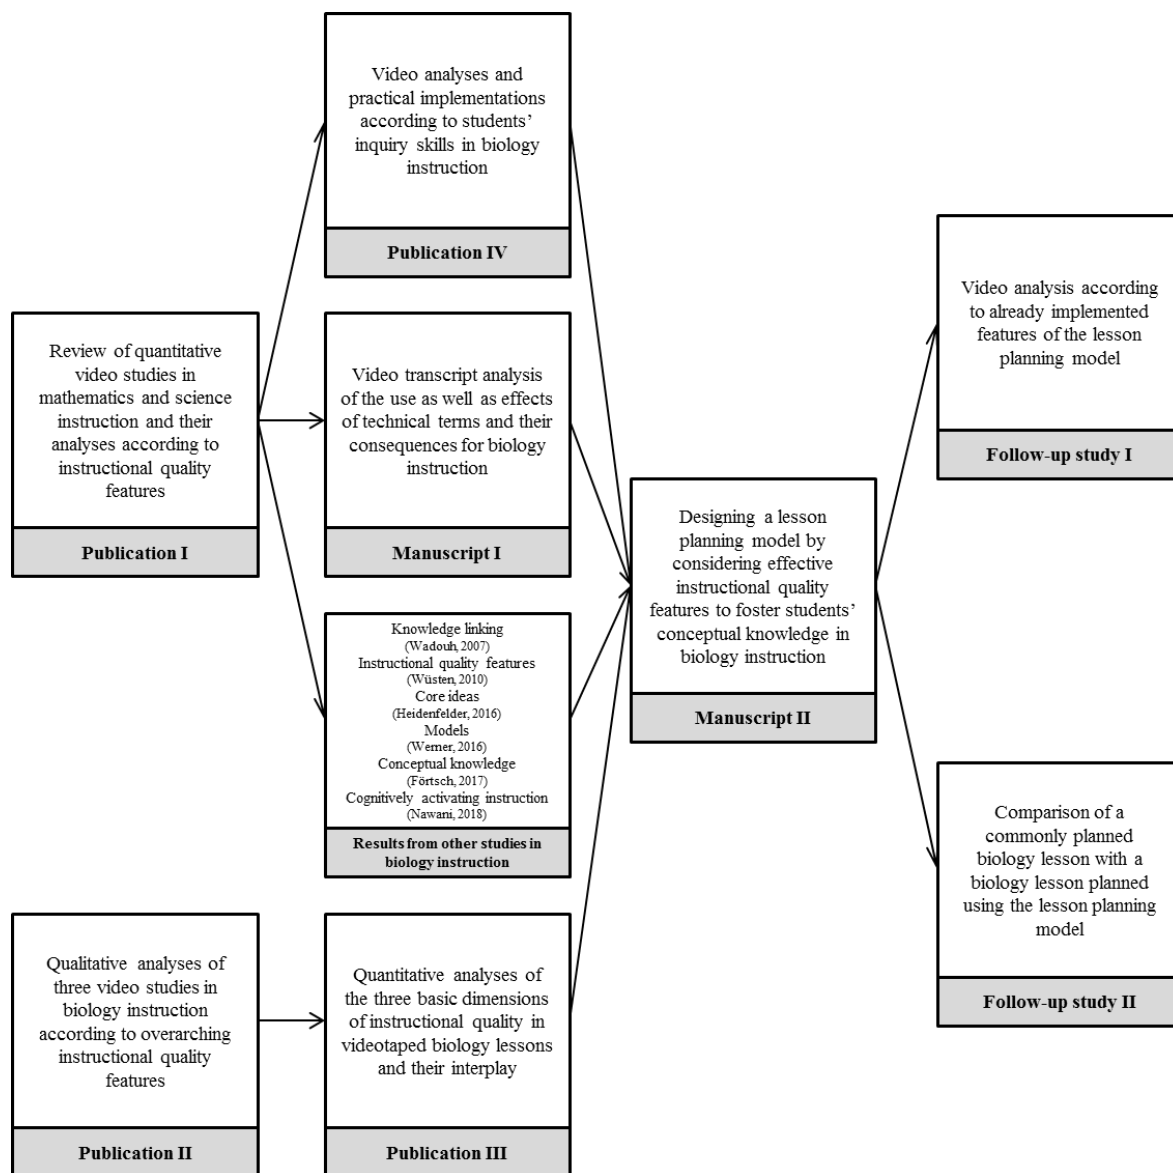 Video analyses and
practical implementations
according to students’
inquiry skills in biology
instruction
Publication IV
Review of quantitative
video studies in
mathematics and science
instruction and their
analyses according to
instructional quality
features
Publication I
Video transcript analysis
of the use as well as effects
of technical terms and their
consequences for biology
instruction
Manuscript I
Knowledge linking
(Wadouh, 2007)
Instructional quality features
(Wüsten, 2010)
Core ideas
(Heidenfelder, 2016)
Models
(Werner, 2016)
Conceptual knowledge
(Förtsch, 2017)
Cognitively activating instruction
(Nawani, 2018)
Results from other studies in
biology instruction
Qualitative analyses of
three video studies in
biology instruction
according to overarching
instructional quality
features
Publication II
Quantitative analyses of
the three basic dimensions
of instructional quality in
videotaped biology lessons
and their interplay
Publication III
Designing a lesson
planning model by
considering effective
instructional quality
features to foster students’
conceptual knowledge in
biology instruction
Manuscript II
Video analysis according
to already implemented
features of the lesson
planning model
Follow-up study I
Comparison of a
commonly planned
biology lesson with a
biology lesson planned
using the lesson planning
model
Follow-up study II